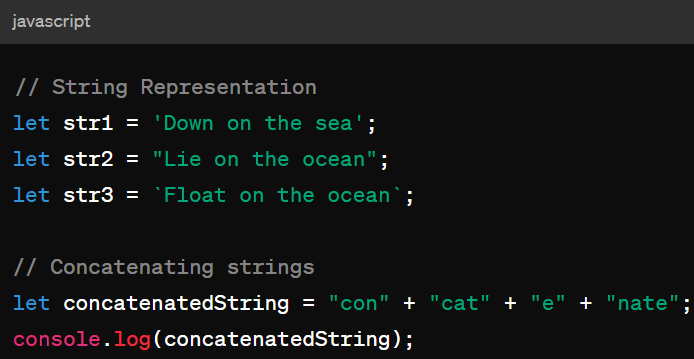 javascript
// String Representation
let str1 = 'Down on the sea';
let str2 = "Lie on the ocean";
let str3 = `Float on the ocean`;
// Concatenating strings
let concatenatedString = "con" + "cat" + "e" + "nate";
console.log(concatenatedString);